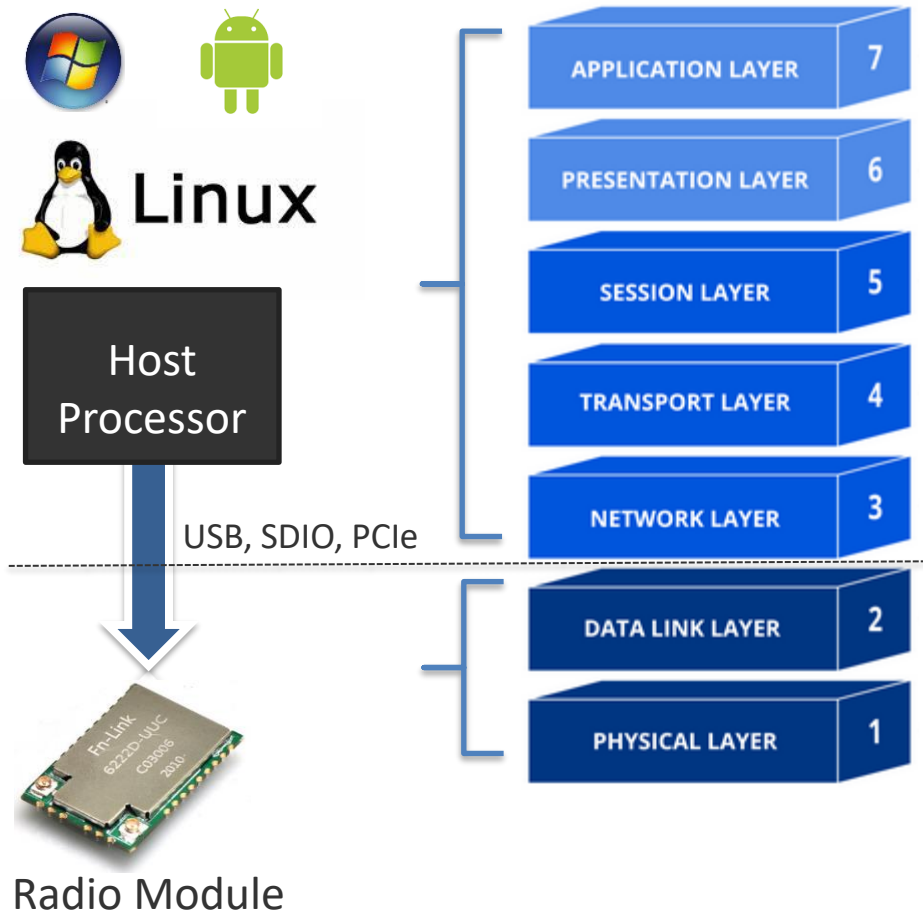 APPLICATION LAYER 7
PRESENTATION LAYER 6
Linux
SESSION LAYER 5
Host
Processor
TRANSPORT LAYER 4
NETWORK LAYER 3
USB, SDIO, PCIe
DATA LINK LAYER 2
PHYSICAL LAYER 1
Fn-Link
6222D-UUC
C03006
2010
Radio Module